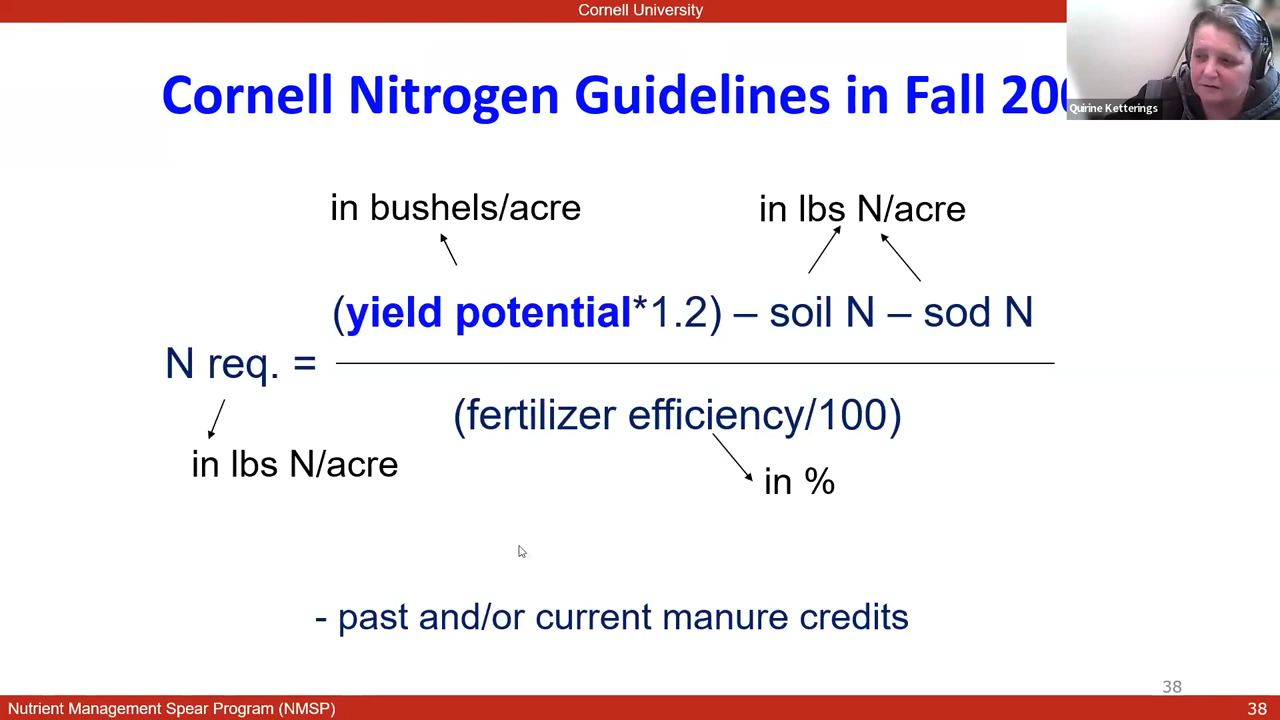 Cornell University
Cornell Nitrogen Guidelines in Fall
Quirine Ketterings
in bushels/acre
in lbs N/acre
(yield potential*1.2) – soil N – sod N
N req. =
(fertilizer efficiency/100)
in lbs N/acre
in %
- past and/or current manure credits
38
Nutrient Management Spear Program (NMSP)
38